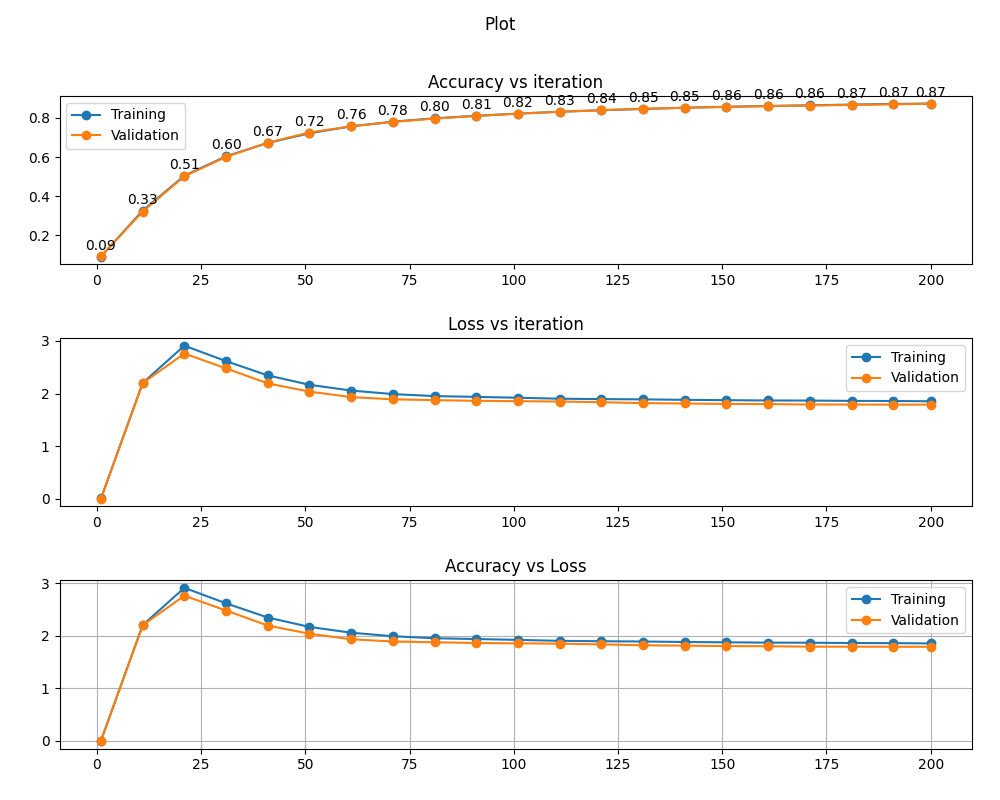 Plot
Accuracy vs iteration
Training
Validation
0.09 0.33 0.51 0.60 0.67 0.72 0.76 0.78 0.80 0.81 0.82 0.83 0.84 0.85 0.85 0.86 0.86 0.86 0.87 0.87 0.87
0.8
0.6
0.4
0.2
0 25 50 75 100 125 150 175 200
Loss vs iteration
Training
Validation
3
2
1
0
0 25 50 75 100 125 150 175 200
Accuracy vs Loss
Training
Validation
3
2
1
0
0 25 50 75 100 125 150 175 200